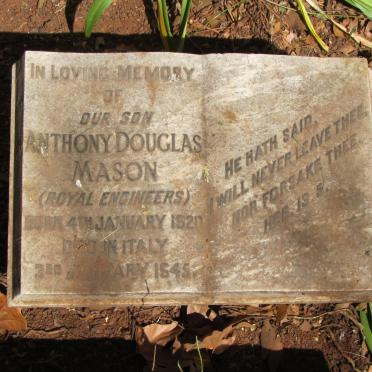 IN LOVING MEMORY
OF
OUR SON
ANTHONY DOUGLAS
MASON
(ROYAL ENGINEERS)
BORN 4TH JANUARY 1920
DIED IN ITALY
3RD 1945
HE HATH SAID,
I WILL NEVER LEAVE THEE,
NOR FORSAKE THEE.
HEB. 13. 5.